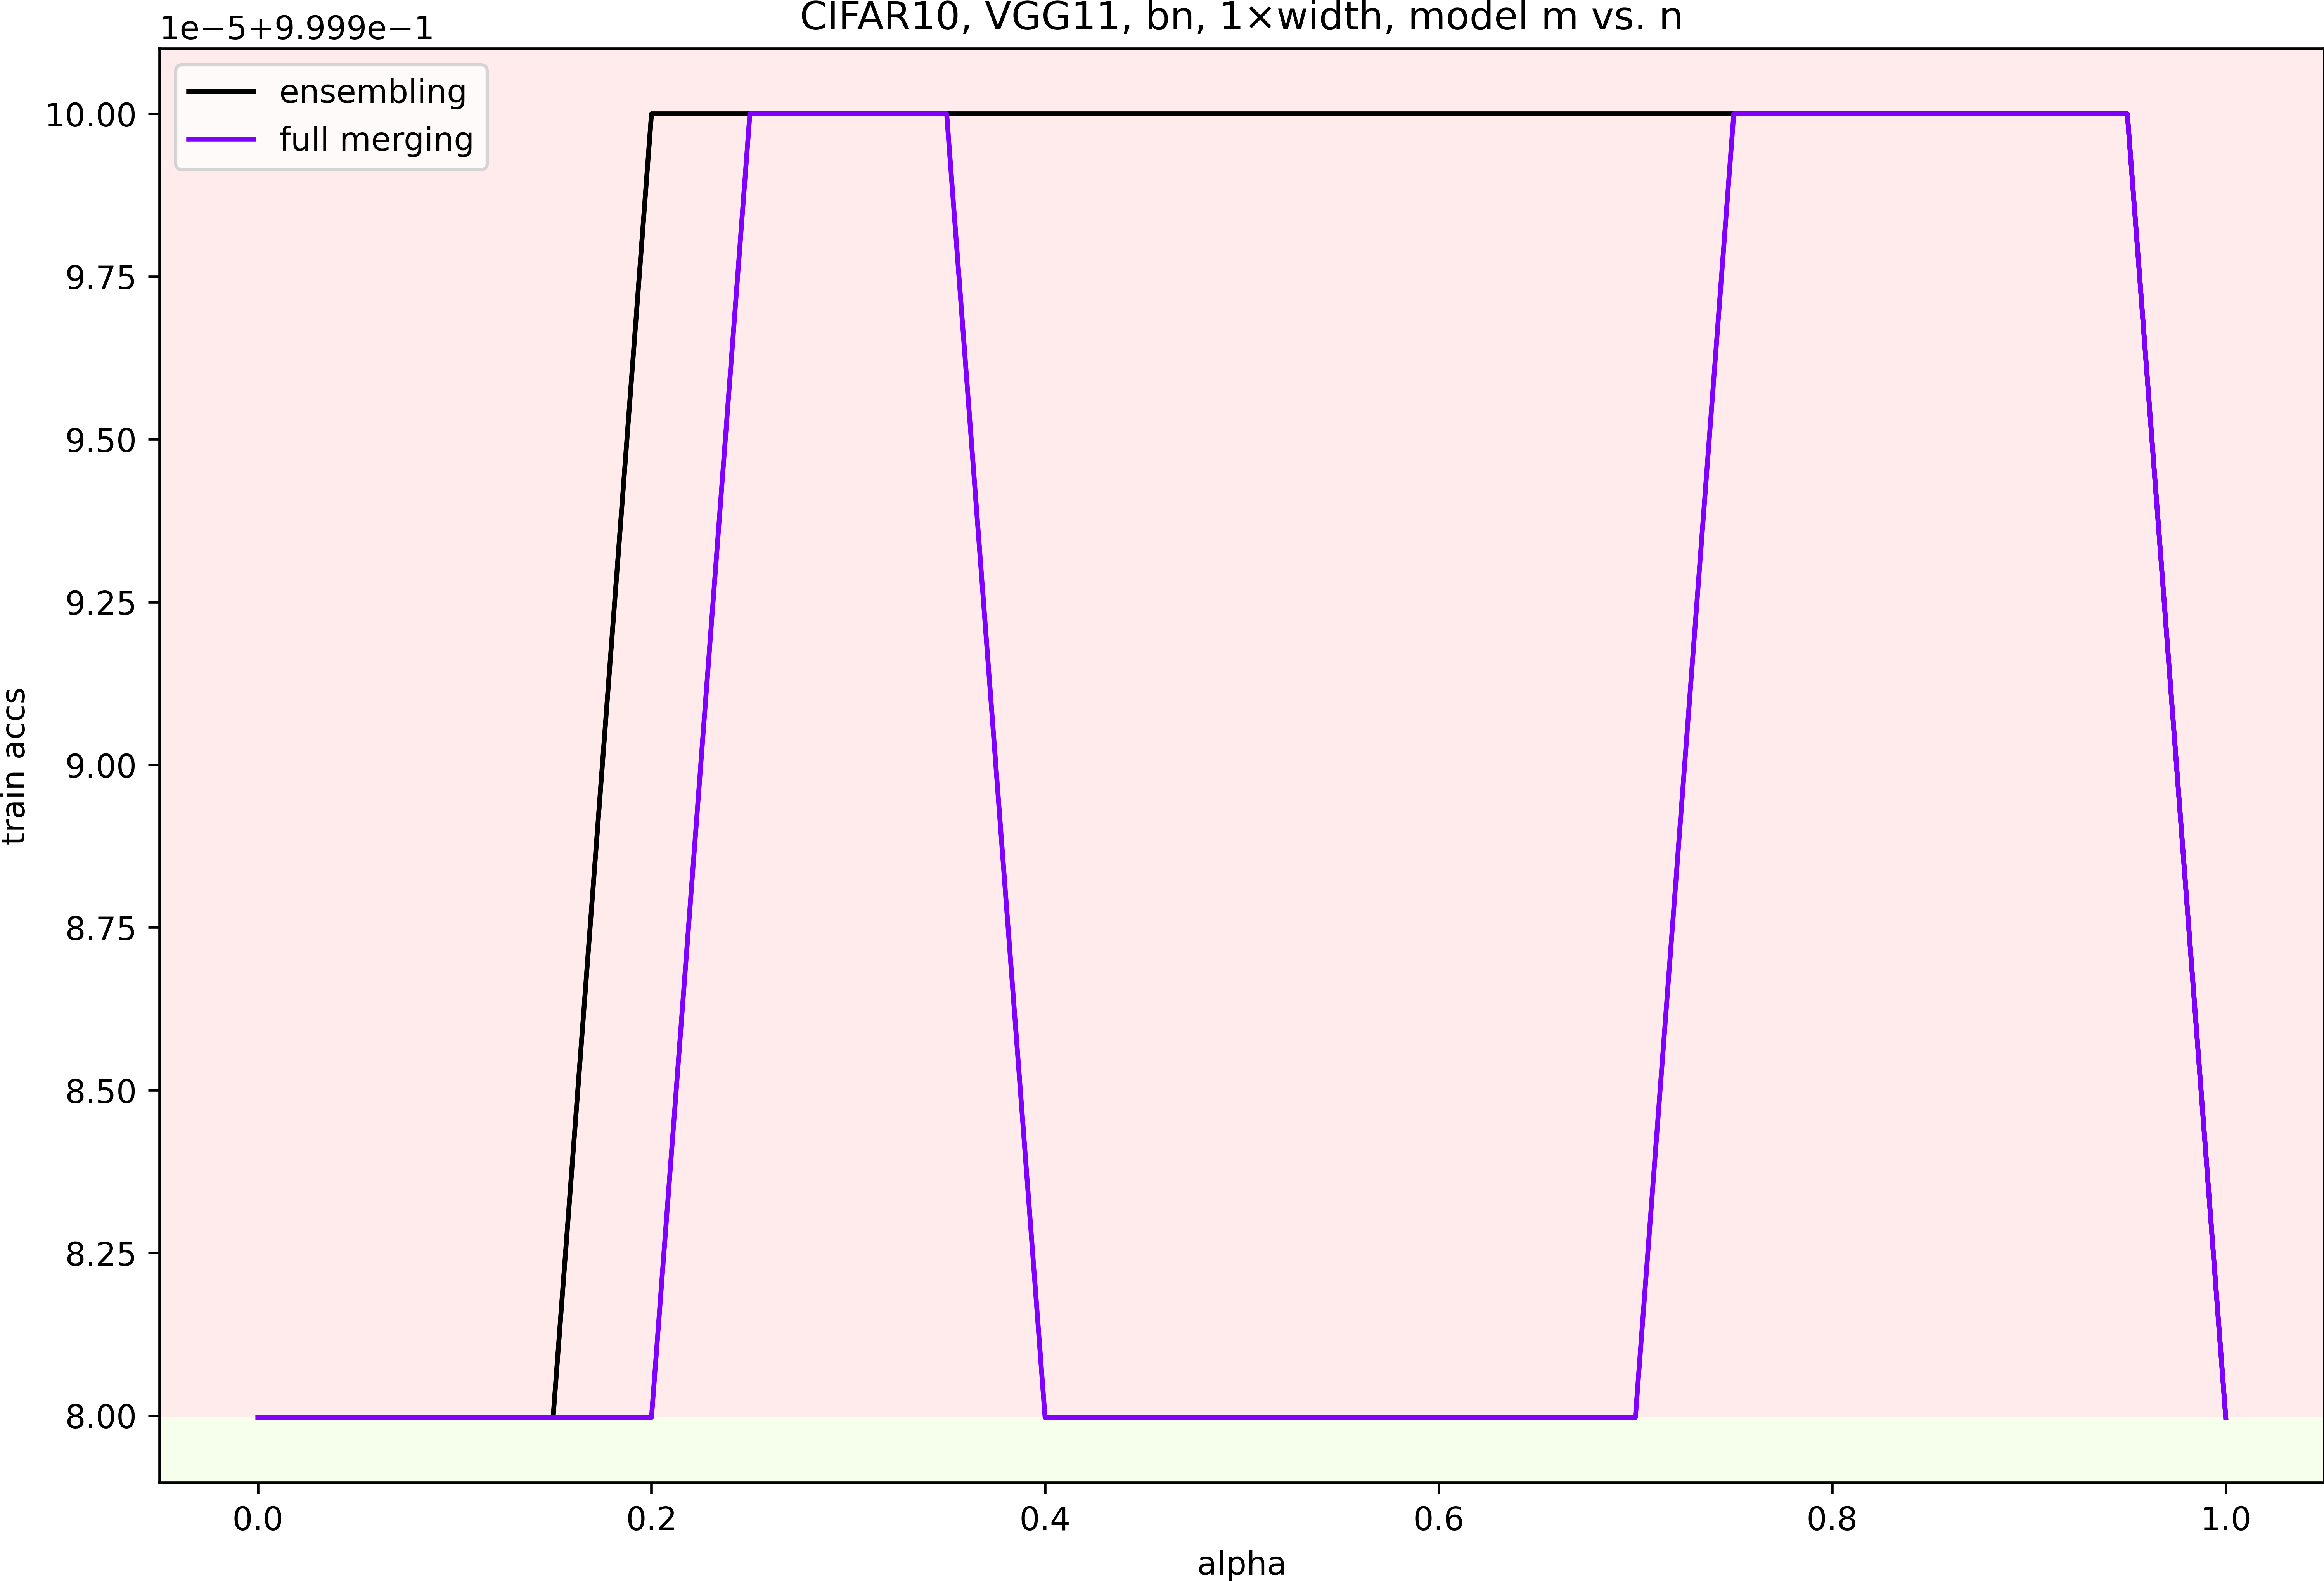 CIFAR10, VGG11, bn, 1×width, model m vs. n
1e−5+9.999e−1
ensembling
full merging
10.00
9.75
9.50
9.25
9.00
8.75
8.50
8.25
8.00
train accs
0.0 0.2 0.4 0.6 0.8 1.0
alpha